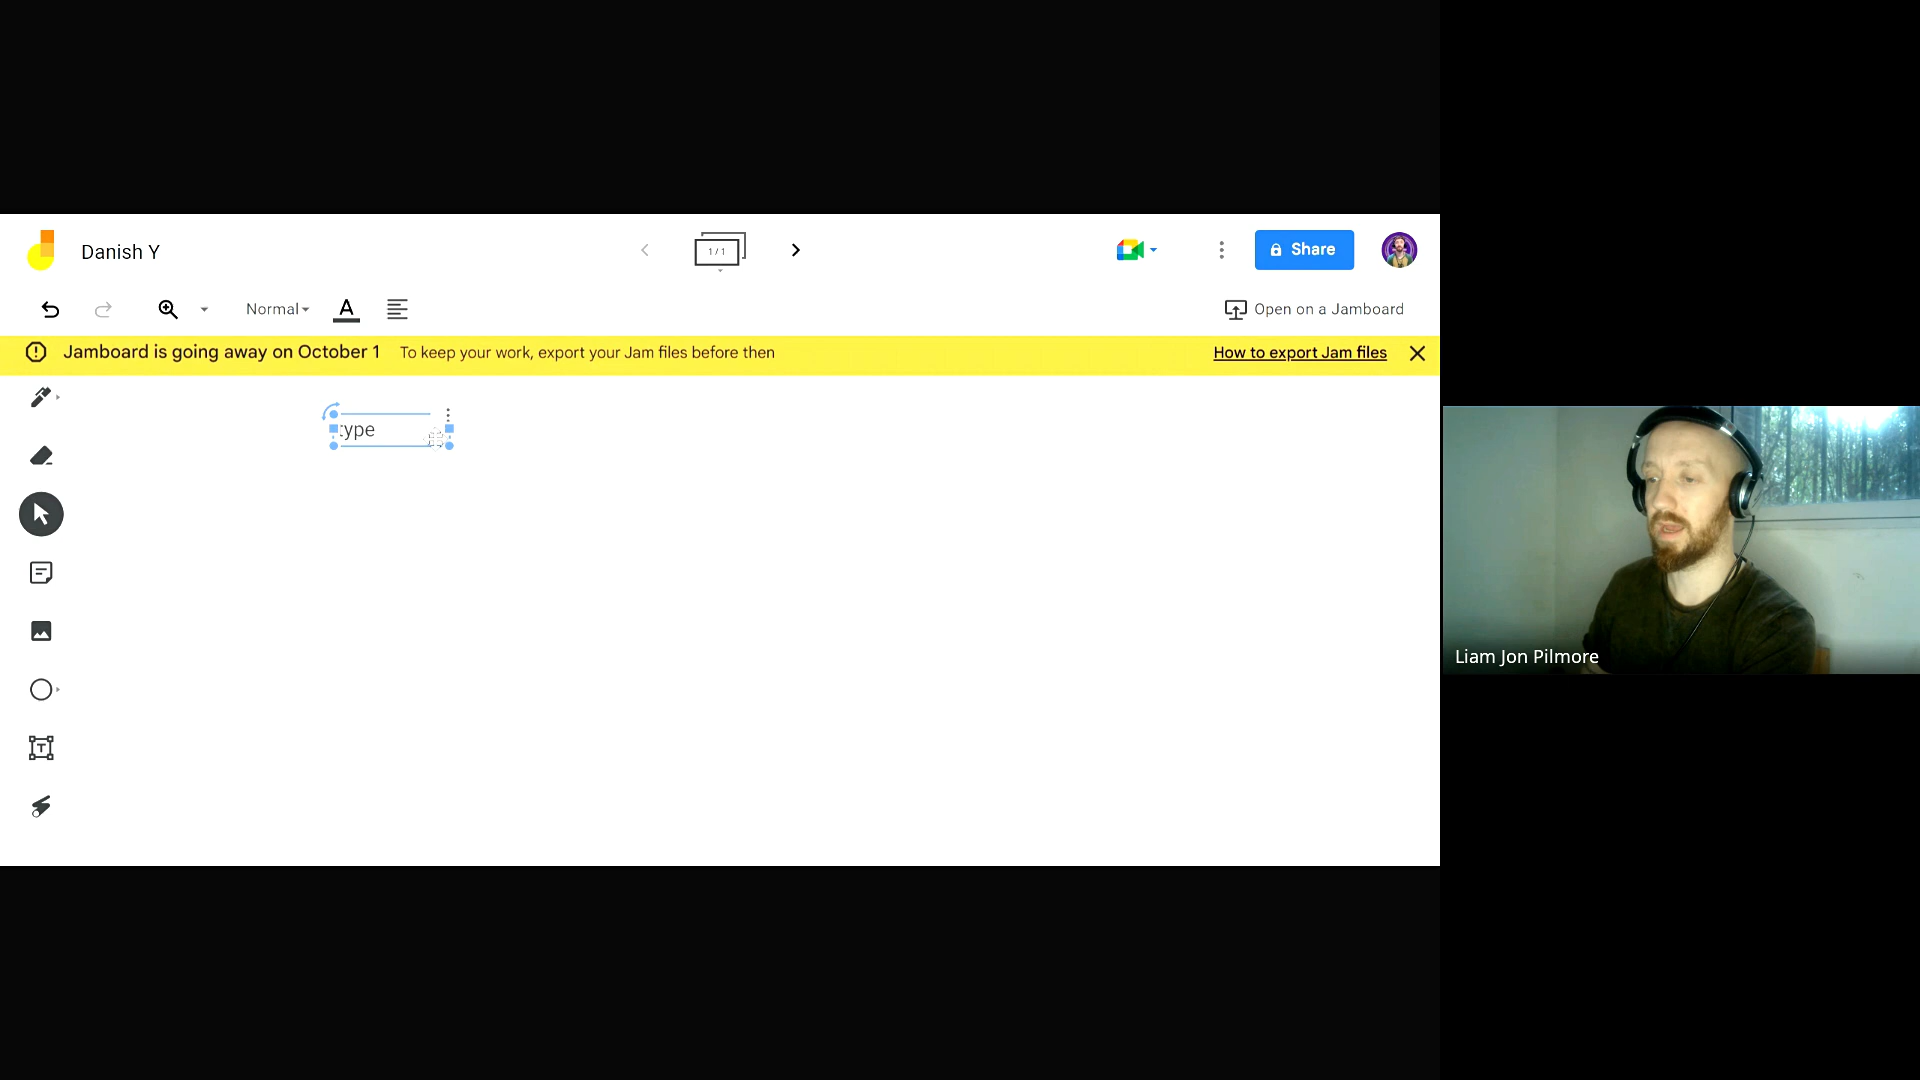 Danish Y
1 / 1
Share
Normal
A
Open on a Jamboard
Jamboard is going away on October 1 To keep your work, export your Jam files before then How to export Jam files
type
T
Liam Jon Pilmore